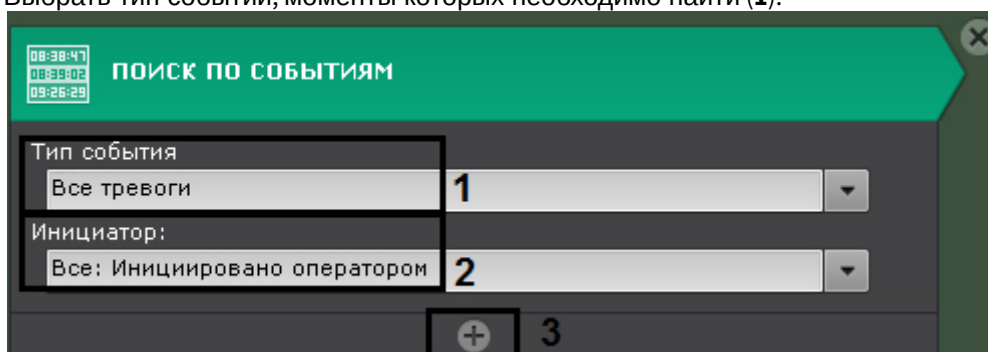 Выбрать тип событий, моменты которых необходимо найти (1).
08:38:47
08:39:02
09:26:29
ПОИСК ПО СОБЫТИЯМ
Тип события
Все тревоги 1
Инициатор:
Все: Инициировано оператором 2
3